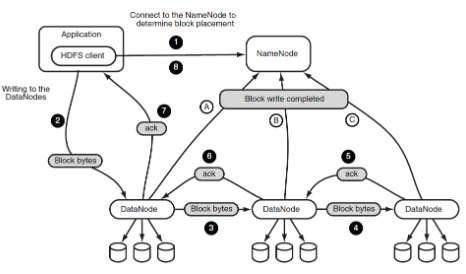 Application
HDFS client
Connect to the NameNode to
determine block placement
1
8
NameNode
Writing to the
DataNodes
2
7
A
Block write completed
B
C
ack
Block bytes
6
ack
5
ack
DataNode
Block bytes
3
DataNode
Block bytes
4
DataNode